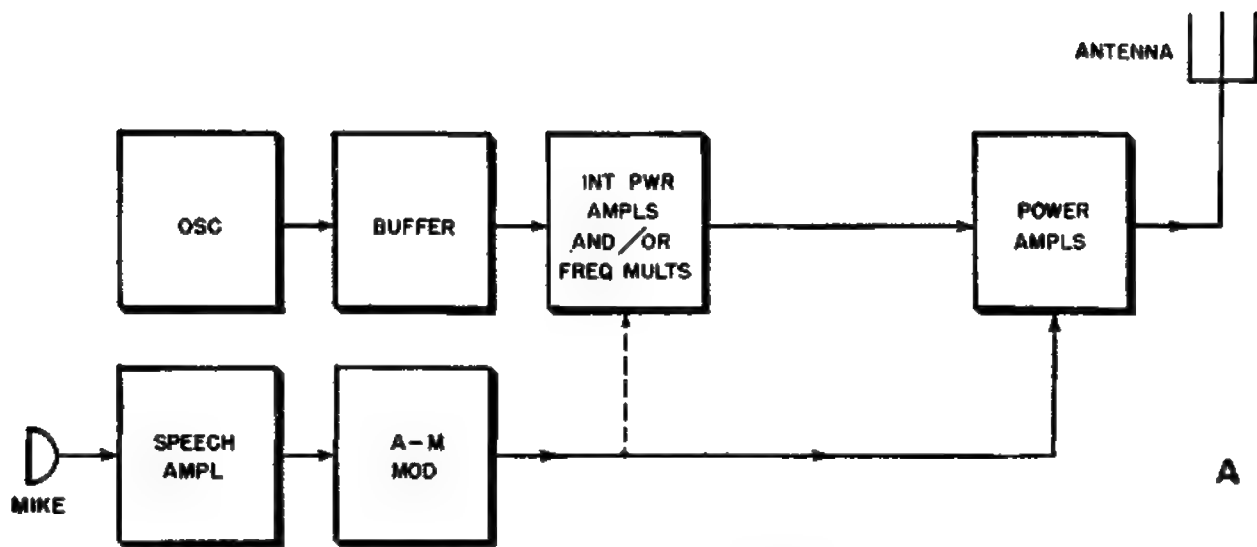 ANTENNA
OSC
BUFFER
INT PWR
AMPLS
AND/OR
FREQ MULTS
POWER
AMPLS
MIKE
SPEECH
AMPL
A-M
MOD
A